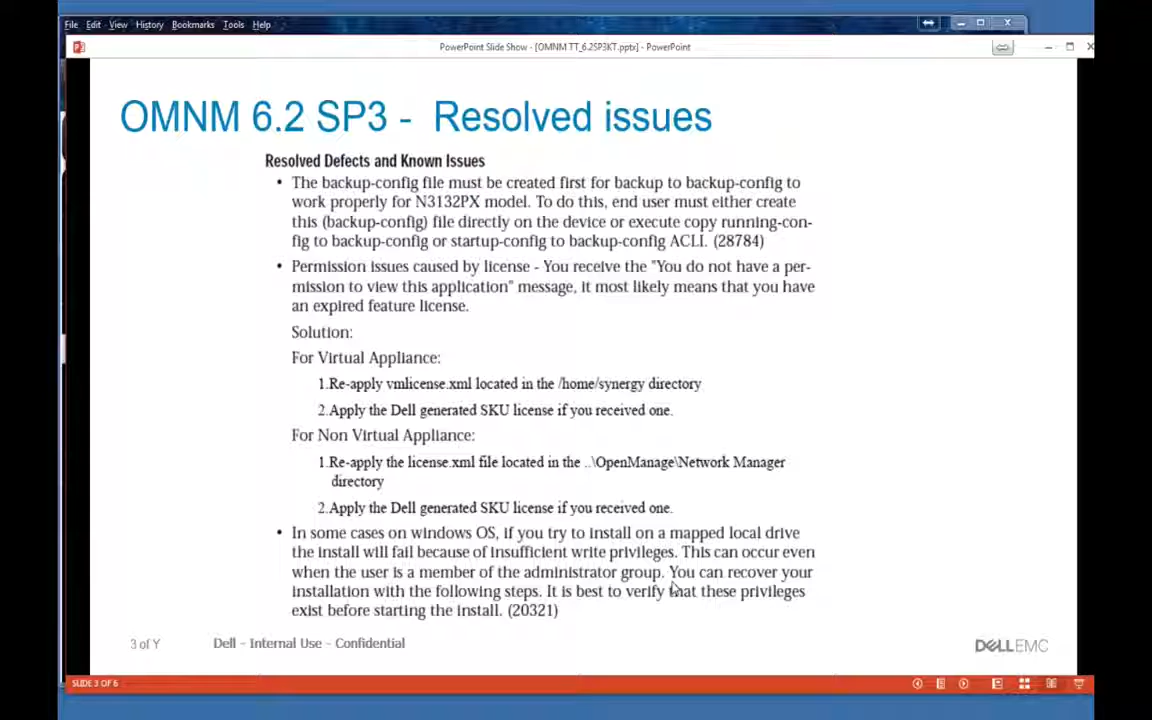 File Edit View History Bookmarks Tools Help
PowerPoint Slide Show - [OMNM TT_6.2SP3KT.pptx] - PowerPoint
OMNM 6.2 SP3 - Resolved issues
Resolved Defects and Known Issues
• The backup-config file must be created first for backup to backup-config to
work properly for N3132PX model. To do this, end user must either create
this (backup-config) file directly on the device or execute copy running-con-
fig to backup-config or startup-config to backup-config ACLI. (28784)
• Permission issues caused by license - You receive the "You do not have a per-
mission to view this application" message, it most likely means that you have
an expired feature license.
Solution:
For Virtual Appliance:
1.Re-apply vmlicense.xml located in the /home/synergy directory
2.Apply the Dell generated SKU license if you received one.
For Non Virtual Appliance:
1.Re-apply the license.xml file located in the ..\OpenManage\Network Manager
directory
2.Apply the Dell generated SKU license if you received one.
• In some cases on windows OS, if you try to install on a mapped local drive
the install will fail because of insufficient write privileges. This can occur even
when the user is a member of the administrator group. You can recover your
installation with the following steps. It is best to verify that these privileges
exist before starting the install. (20321)
3 of Y
Dell - Internal Use - Confidential
DELLEMC
SLIDE 3 OF 6